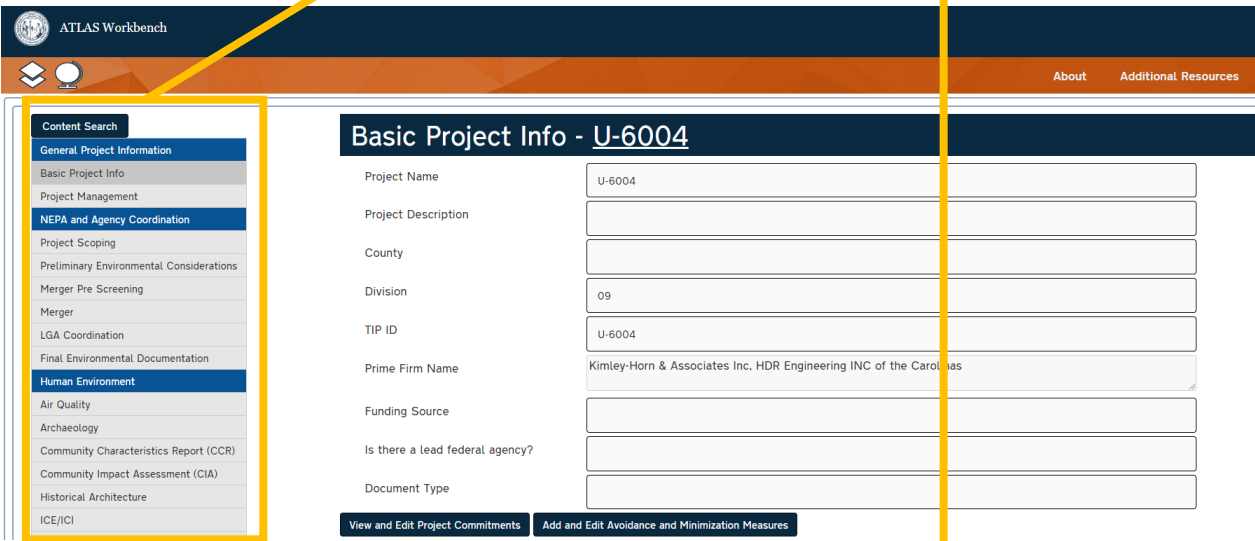 ATLAS Workbench
About Additional Resources
Content Search
General Project Information
Basic Project Info
Project Management
NEPA and Agency Coordination
Project Scoping
Preliminary Environmental Considerations
Merger Pre Screening
Merger
LGA Coordination
Final Environmental Documentation
Human Environment
Air Quality
Archaeology
Community Characteristics Report (CCR)
Community Impact Assessment (CIA)
Historical Architecture
ICE/ICI
Basic Project Info - U-6004
Project Name U-6004
Project Description
County
Division 09
TIP ID U-6004
Prime Firm Name Kimley-Horn & Associates Inc, HDR Engineering INC of the Carolinas
Funding Source
Is there a lead federal agency?
Document Type
View and Edit Project Commitments Add and Edit Avoidance and Minimization Measures